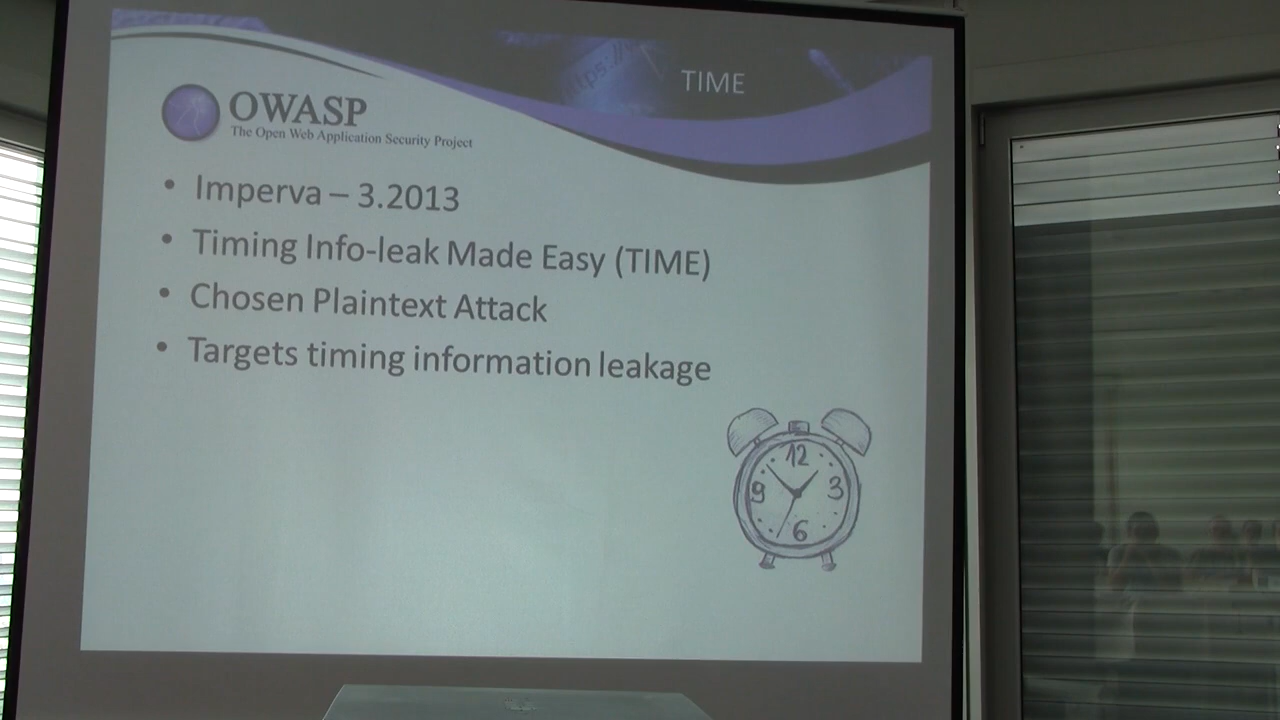 TIME
OWASP
The Open Web Application Security Project
• Imperva – 3.2013
• Timing Info-leak Made Easy (TIME)
• Chosen Plaintext Attack
• Targets timing information leakage
12
9 3
6